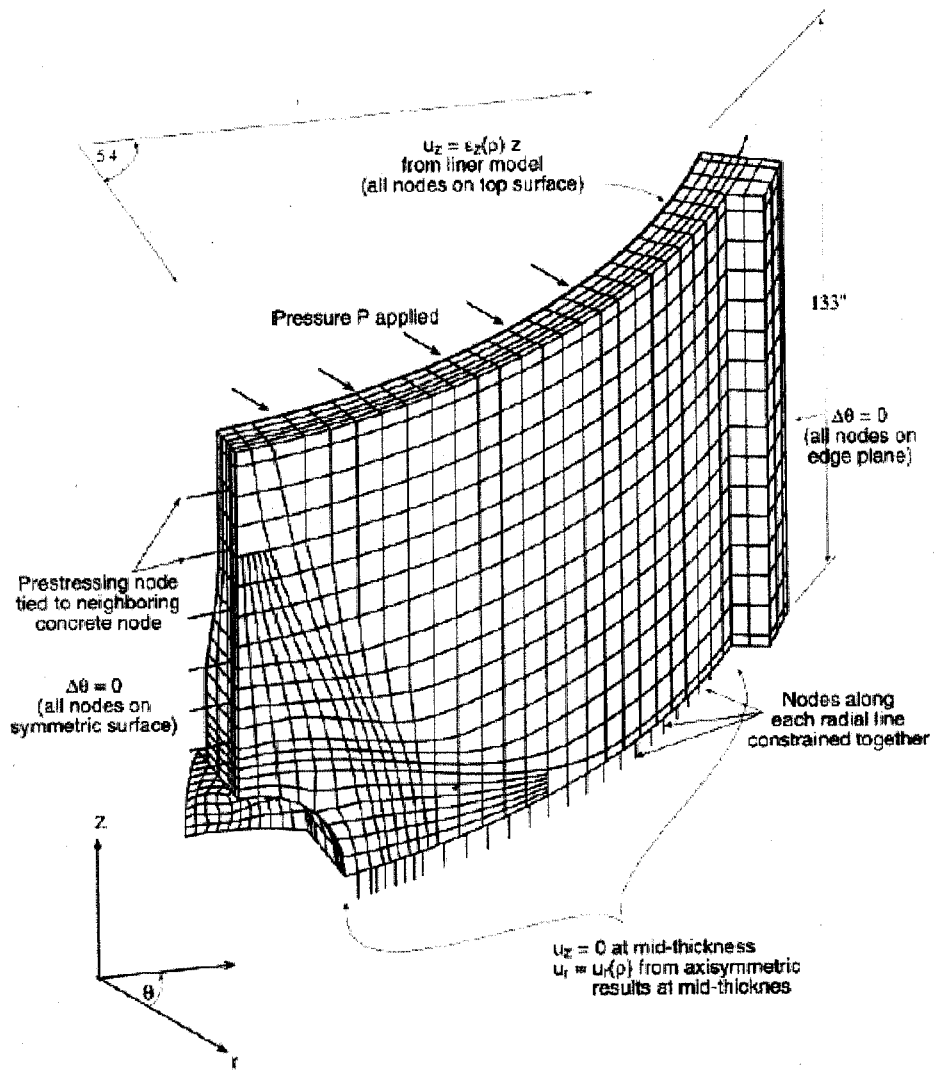 54
u_z = ε_z(ρ) z
from liner model
(all nodes on top surface)
Pressure P applied
133"
Δθ = 0
(all nodes on
edge plane)
Prestressing node
tied to neighboring
concrete node
Δθ = 0
(all nodes on
symmetric surface)
Nodes along
each radial line
constrained together
z
θ
r
u_z = 0 at mid-thickness
u_r = u_r(ρ) from axisymmetric
results at mid-thicknes